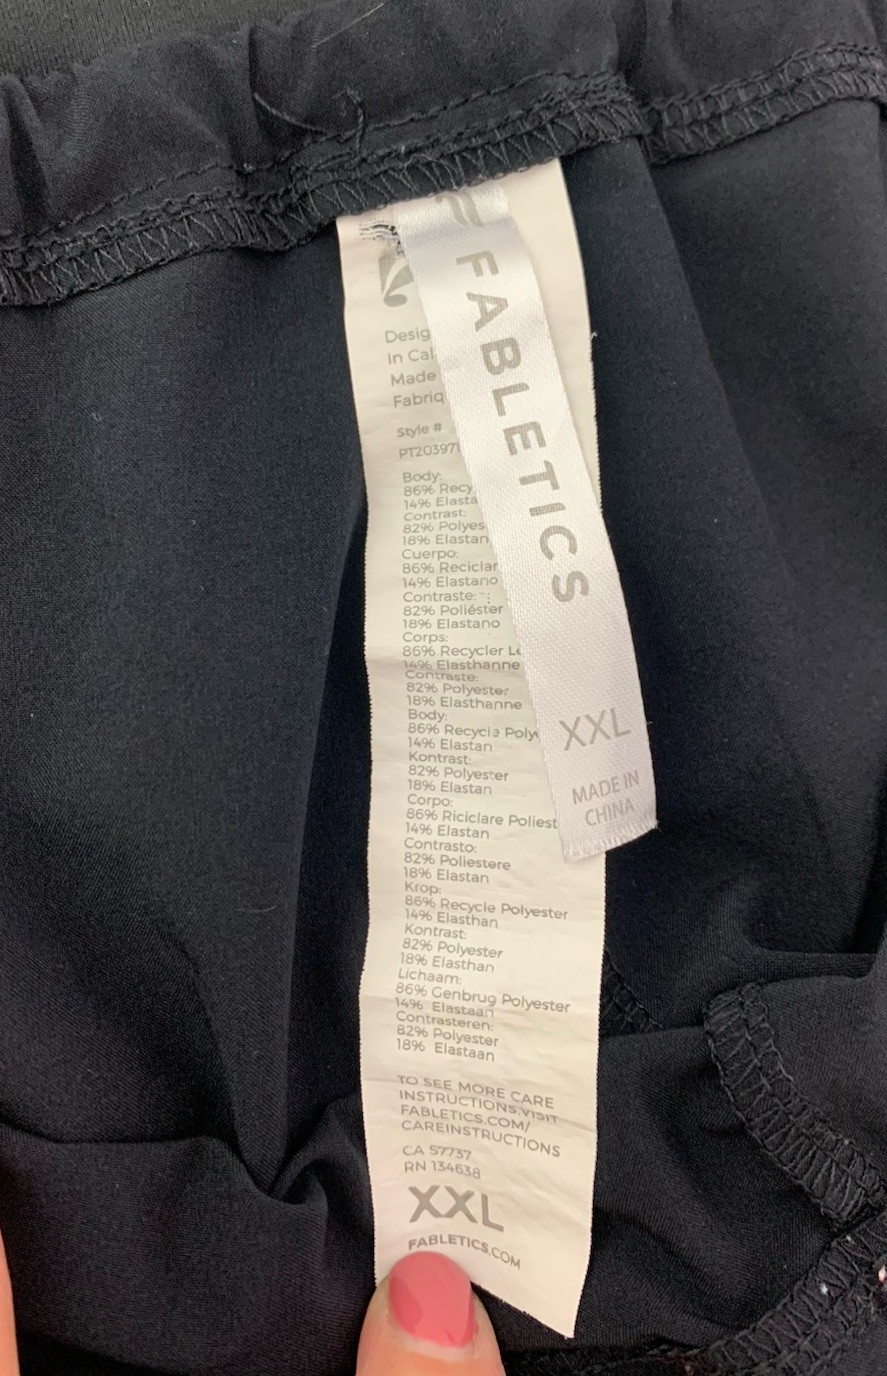 FABLETICS
XXL
MADE IN
CHINA
Desig
In Cal
Made
Fabriq
Style #
PT203971
Body:
86% Recy
14% Elasta
Contrast:
82% Polyes
18% Elastan
Cuerpo:
86% Reciclar
14% Elastano
Contraste:
82% Poliéster
18% Elastano
Corps:
86% Recycler
14% Elasthanne
Contraste:
82% Polyester
18% Elasthanne
Body:
86% Recycle Poly
14% Elastan
Kontrast:
82% Polyester
18% Elastan
Corpo:
86% Riciclare Poliest
14% Elastan
Contrasto:
82% Poliestere
18% Elastan
Krop:
86% Recycle Polyester
14% Elasthan
Kontrast:
82% Polyester
18% Elasthan
Lichaam:
86% Genbrug Polyester
14% Elastaan
Contrasteren:
82% Polyester
18% Elastaan
TO SEE MORE CARE
INSTRUCTIONS,VISIT
FABLETICS.COM/
CAREINSTRUCTIONS
CA 57737
RN 134638
XXL
FABLETICS.COM